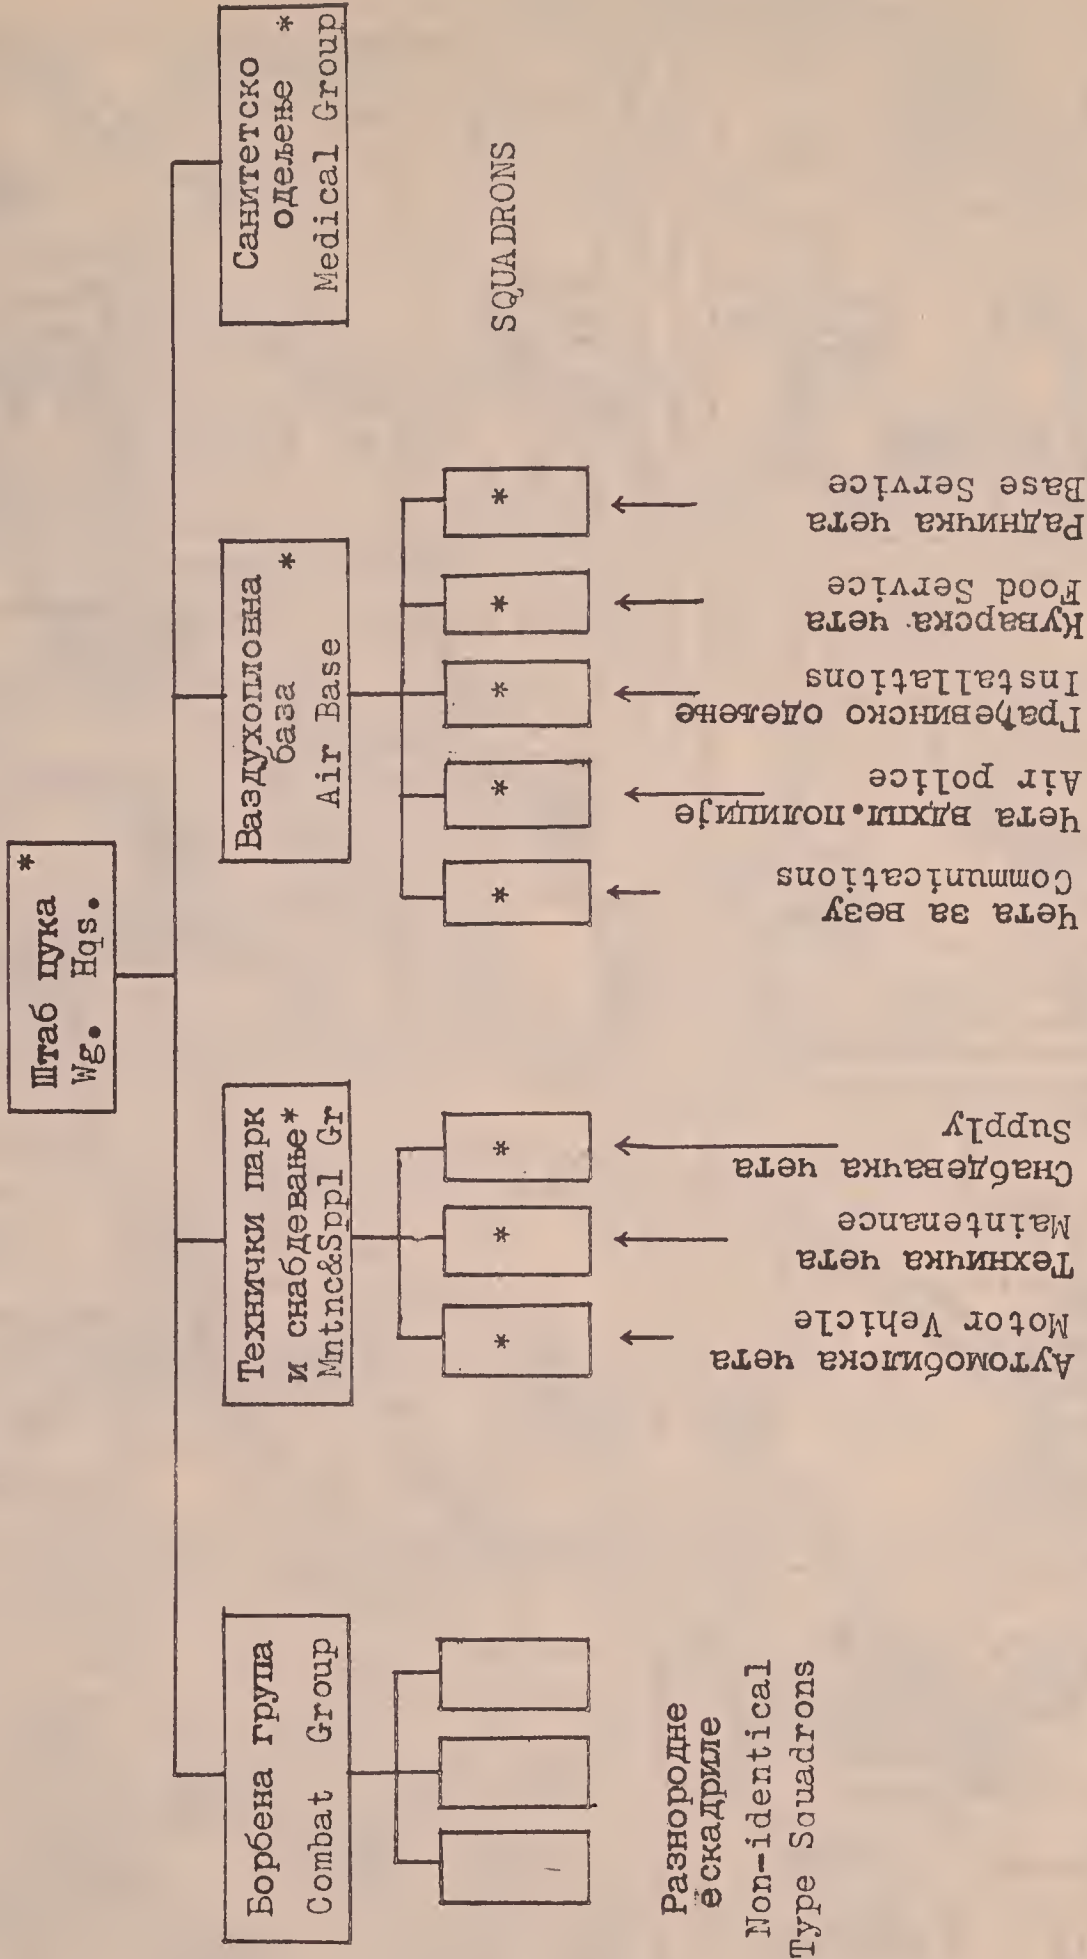 Штаб пука *
Wg. Hqs.
Борбена група
Combat Group
Технички парк
и снабдевање*
Mntnc&Sppl Gr
Ваздухопловна
база *
Air Base
Санитетско
одељење *
Medical Group
*
*
*
*
*
*
*
*
SQUADRONS
Разнородне
ескадриле
Non-identical
Type Squadrons
Аутомобилска чета
Motor Vehicle
Техничка чета
Maintenance
Снабдевачка чета
Supply
Чета за везу
Communications
Чета вдхпл.полиције
Air police
Грађевинско одељење
Installations
Куварска чета
Food Service
Радничка чета
Base Service